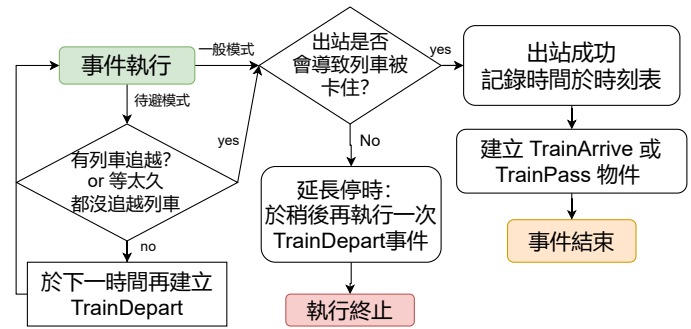 事件執行
一般模式
待避模式
有列車追越?
or 等太久
都沒追越列車
yes
no
於下一時間再建立
TrainDepart
出站是否
會導致列車被
卡住?
yes
No
延長停時:
於稍後再執行一次
TrainDepart事件
執行終止
出站成功
記錄時間於時刻表
建立 TrainArrive 或
TrainPass 物件
事件結束